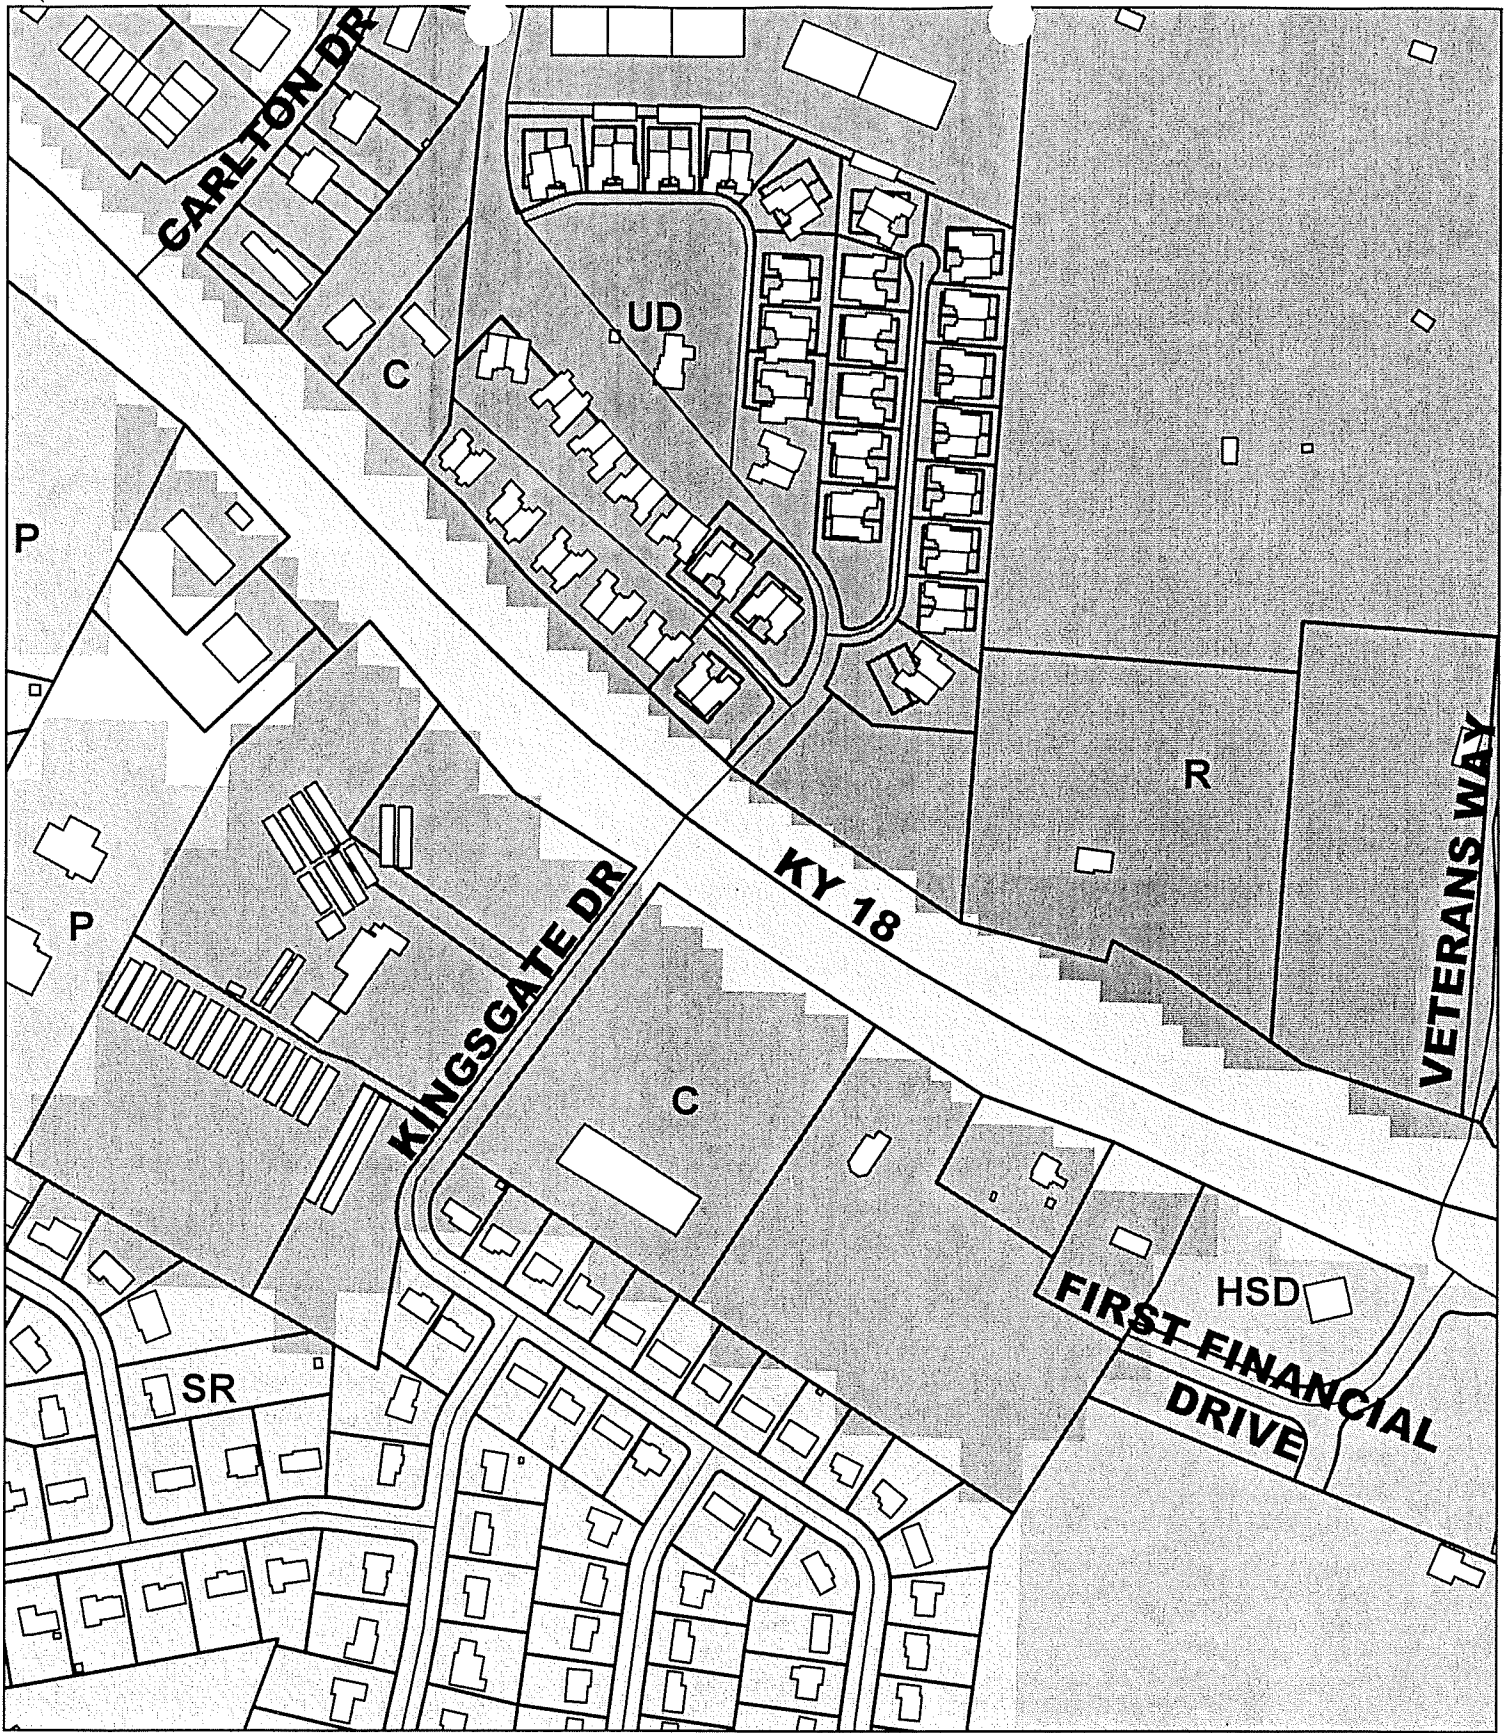 CARLTON DR
UD
C
P
R
VETERANS WAY
KY 18
KINGSGATE DR
P
C
HSD
FIRST FINANCIAL
DRIVE
SR